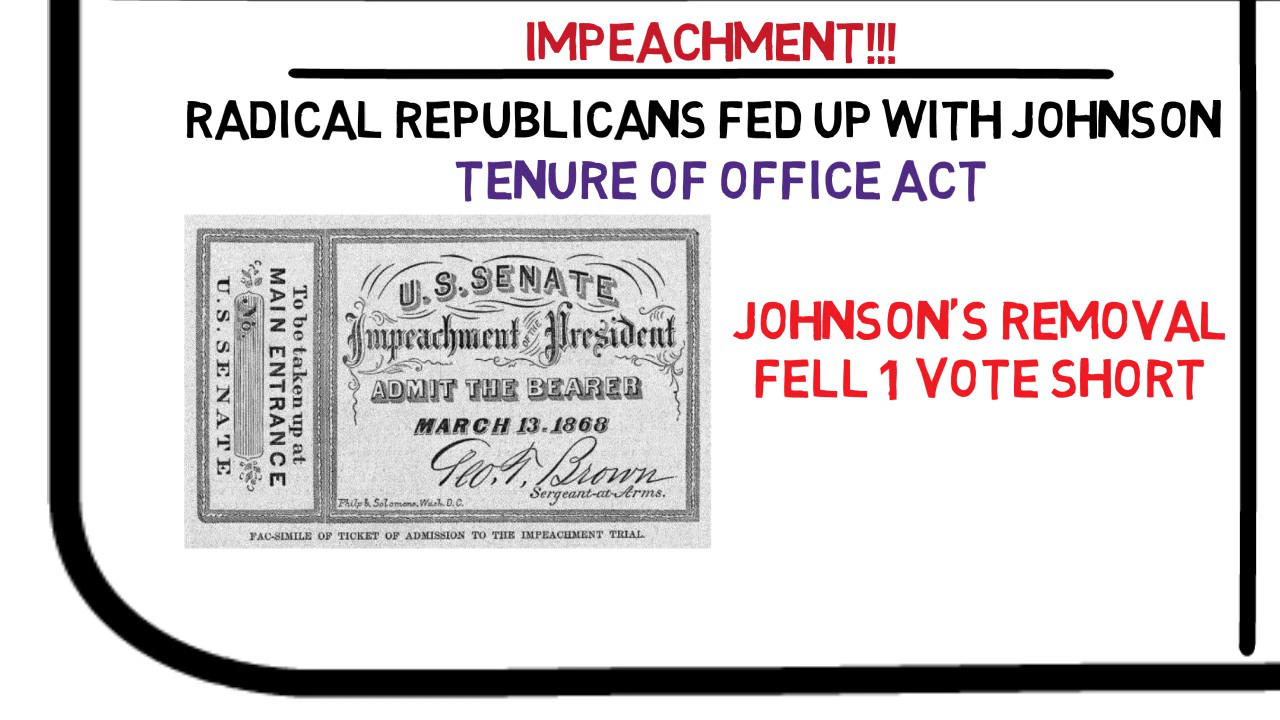 IMPEACHMENT!!!
RADICAL REPUBLICANS FED UP WITH JOHNSON
TENURE OF OFFICE ACT
To be taken up at
MAIN ENTRANCE
No.
U.S. SENATE
U.S. SENATE
Impeachment OF THE President
ADMIT THE BEARER
MARCH 13.1868
Geo. T. Brown
Sergeant-at-Arms.
Philp & Solomons, Wash. D.C.
FAC-SIMILE OF TICKET OF ADMISSION TO THE IMPEACHMENT TRIAL.
JOHNSON'S REMOVAL
FELL 1 VOTE SHORT